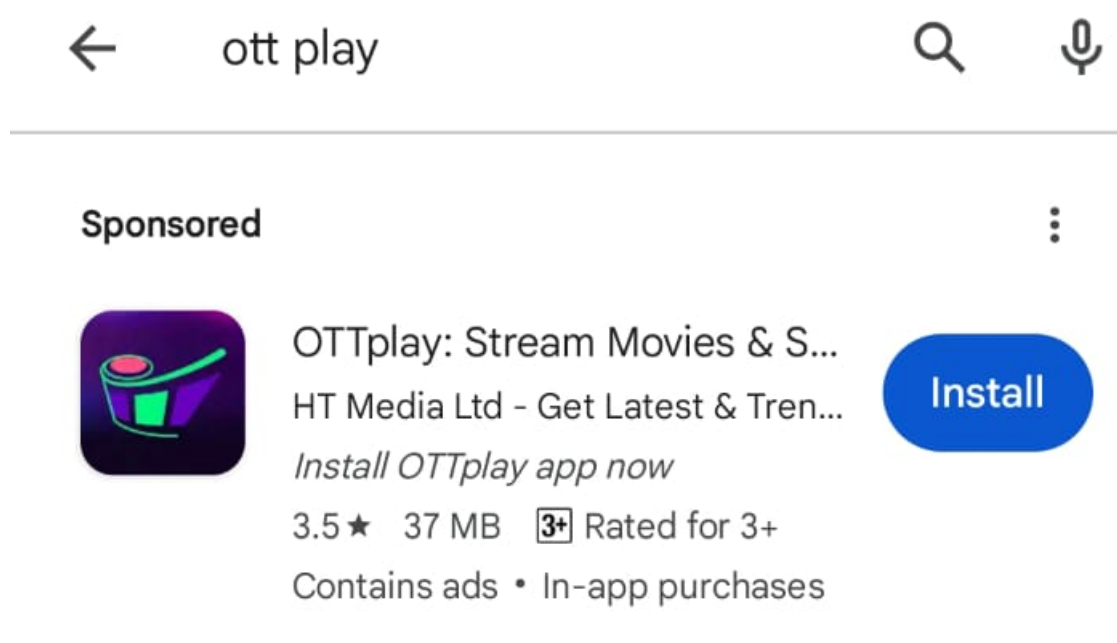 ott play
Sponsored
OTTplay: Stream Movies & S...
HT Media Ltd - Get Latest & Tren...
Install
Install OTTplay app now
3.5★ 37 MB 3+ Rated for 3+
Contains ads • In-app purchases